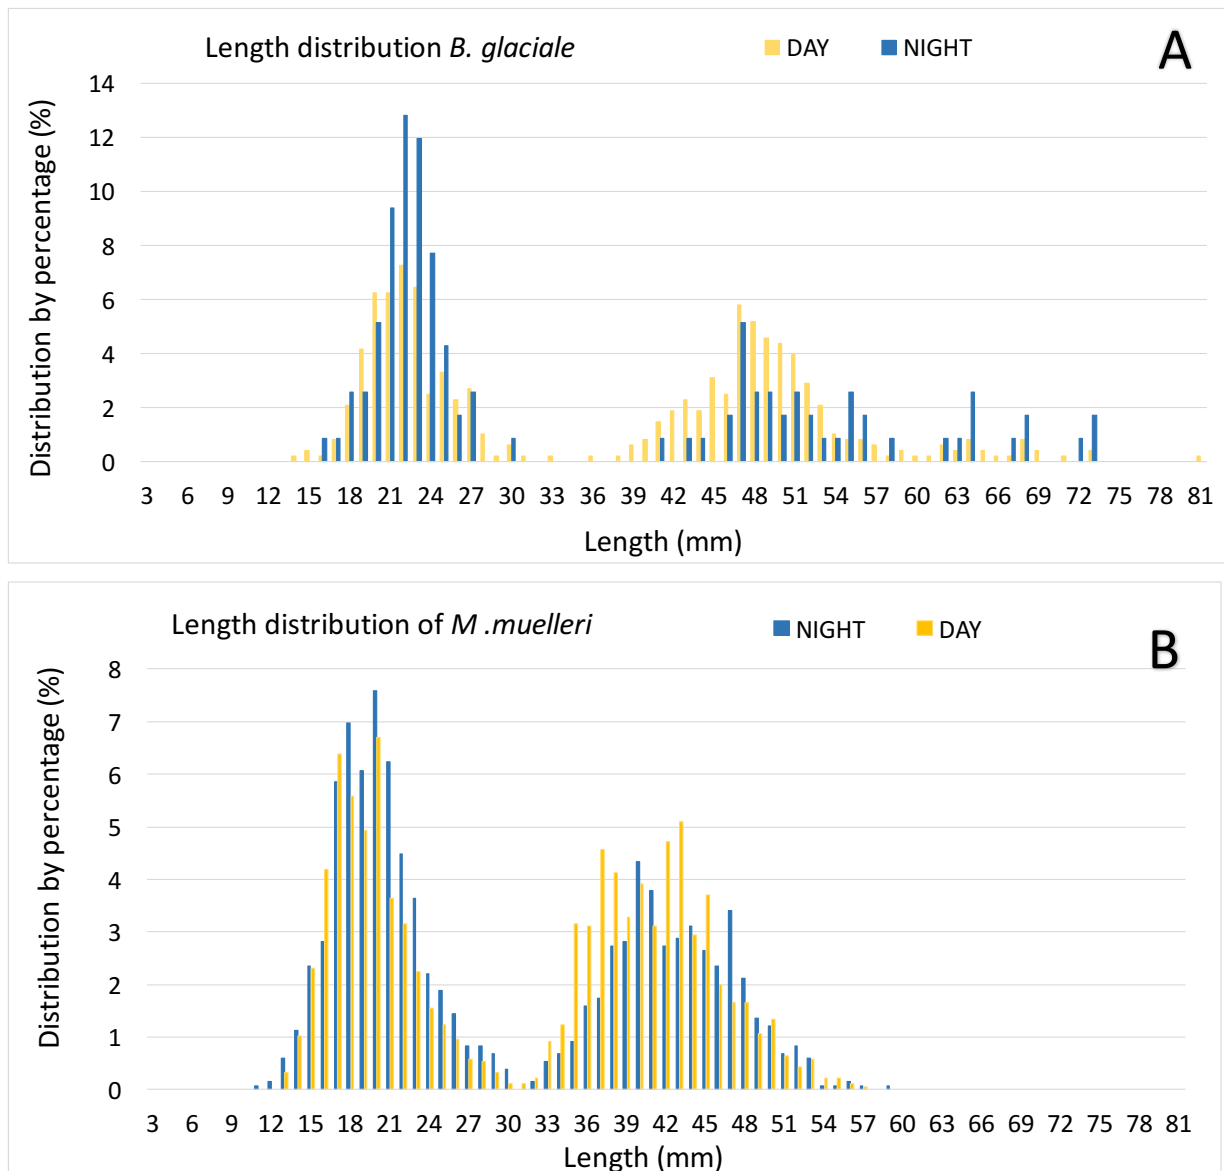 Length distribution B. glaciale
DAY NIGHT
A
Distribution by percentage (%)
14
12
10
8
6
4
2
0
3 6 9 12 15 18 21 24 27 30 33 36 39 42 45 48 51 54 57 60 63 66 69 72 75 78 81
Length (mm)
Length distribution of M .muelleri
NIGHT DAY
B
Distribution by percentage (%)
8
7
6
5
4
3
2
1
0
3 6 9 12 15 18 21 24 27 30 33 36 39 42 45 48 51 54 57 60 63 66 69 72 75 78 81
Length (mm)